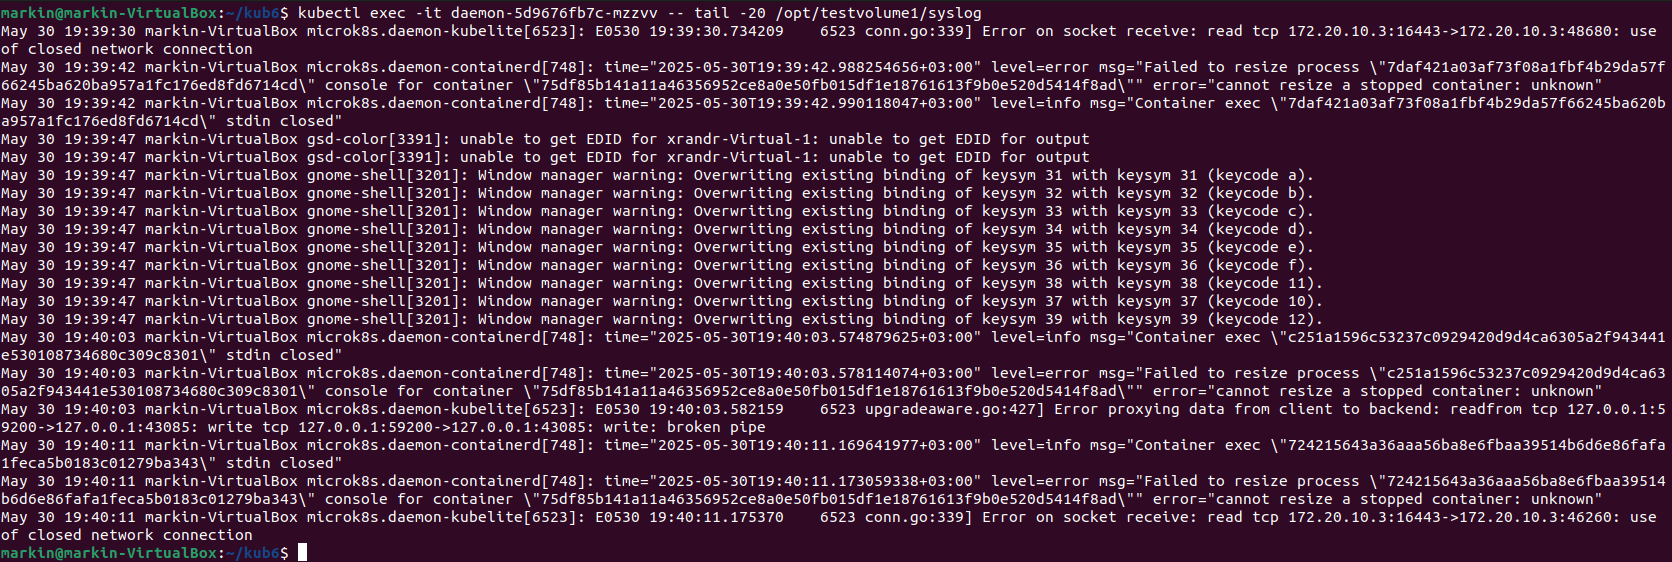 markin@markin-VirtualBox:~/kub6$ kubectl exec -it daemon-5d9676fb7c-mzzvv -- tail -20 /opt/testvolume1/syslog
May 30 19:39:30 markin-VirtualBox microk8s.daemon-kubelite[6523]: E0530 19:39:30.734209    6523 conn.go:339] Error on socket receive: read tcp 172.20.10.3:16443->172.20.10.3:48680: use
of closed network connection
May 30 19:39:42 markin-VirtualBox microk8s.daemon-containerd[748]: time="2025-05-30T19:39:42.988254656+03:00" level=error msg="Failed to resize process \"7daf421a03af73f08a1fbf4b29da57f
66245ba620ba957a1fc176ed8fd6714cd\" console for container \"75df85b141a11a46356952ce8a0e50fb015df1e18761613f9b0e520d5414f8ad\"" error="cannot resize a stopped container: unknown"
May 30 19:39:42 markin-VirtualBox microk8s.daemon-containerd[748]: time="2025-05-30T19:39:42.990118047+03:00" level=info msg="Container exec \"7daf421a03af73f08a1fbf4b29da57f66245ba620b
a957a1fc176ed8fd6714cd\" stdin closed"
May 30 19:39:47 markin-VirtualBox gsd-color[3391]: unable to get EDID for xrandr-Virtual-1: unable to get EDID for output
May 30 19:39:47 markin-VirtualBox gsd-color[3391]: unable to get EDID for xrandr-Virtual-1: unable to get EDID for output
May 30 19:39:47 markin-VirtualBox gnome-shell[3201]: Window manager warning: Overwriting existing binding of keysym 31 with keysym 31 (keycode a).
May 30 19:39:47 markin-VirtualBox gnome-shell[3201]: Window manager warning: Overwriting existing binding of keysym 32 with keysym 32 (keycode b).
May 30 19:39:47 markin-VirtualBox gnome-shell[3201]: Window manager warning: Overwriting existing binding of keysym 33 with keysym 33 (keycode c).
May 30 19:39:47 markin-VirtualBox gnome-shell[3201]: Window manager warning: Overwriting existing binding of keysym 34 with keysym 34 (keycode d).
May 30 19:39:47 markin-VirtualBox gnome-shell[3201]: Window manager warning: Overwriting existing binding of keysym 35 with keysym 35 (keycode e).
May 30 19:39:47 markin-VirtualBox gnome-shell[3201]: Window manager warning: Overwriting existing binding of keysym 36 with keysym 36 (keycode f).
May 30 19:39:47 markin-VirtualBox gnome-shell[3201]: Window manager warning: Overwriting existing binding of keysym 38 with keysym 38 (keycode 11).
May 30 19:39:47 markin-VirtualBox gnome-shell[3201]: Window manager warning: Overwriting existing binding of keysym 37 with keysym 37 (keycode 10).
May 30 19:39:47 markin-VirtualBox gnome-shell[3201]: Window manager warning: Overwriting existing binding of keysym 39 with keysym 39 (keycode 12).
May 30 19:40:03 markin-VirtualBox microk8s.daemon-containerd[748]: time="2025-05-30T19:40:03.574879625+03:00" level=info msg="Container exec \"c251a1596c53237c0929420d9d4ca6305a2f943441
e530108734680c309c8301\" stdin closed"
May 30 19:40:03 markin-VirtualBox microk8s.daemon-containerd[748]: time="2025-05-30T19:40:03.578114074+03:00" level=error msg="Failed to resize process \"c251a1596c53237c0929420d9d4ca63
05a2f943441e530108734680c309c8301\" console for container \"75df85b141a11a46356952ce8a0e50fb015df1e18761613f9b0e520d5414f8ad\"" error="cannot resize a stopped container: unknown"
May 30 19:40:03 markin-VirtualBox microk8s.daemon-kubelite[6523]: E0530 19:40:03.582159    6523 upgradeaware.go:427] Error proxying data from client to backend: readfrom tcp 127.0.0.1:5
9200->127.0.0.1:43085: write tcp 127.0.0.1:59200->127.0.0.1:43085: write: broken pipe
May 30 19:40:11 markin-VirtualBox microk8s.daemon-containerd[748]: time="2025-05-30T19:40:11.169641977+03:00" level=info msg="Container exec \"724215643a36aaa56ba8e6fbaa39514b6d6e86fafa
1feca5b0183c01279ba343\" stdin closed"
May 30 19:40:11 markin-VirtualBox microk8s.daemon-containerd[748]: time="2025-05-30T19:40:11.173059338+03:00" level=error msg="Failed to resize process \"724215643a36aaa56ba8e6fbaa39514
b6d6e86fafa1feca5b0183c01279ba343\" console for container \"75df85b141a11a46356952ce8a0e50fb015df1e18761613f9b0e520d5414f8ad\"" error="cannot resize a stopped container: unknown"
May 30 19:40:11 markin-VirtualBox microk8s.daemon-kubelite[6523]: E0530 19:40:11.175370    6523 conn.go:339] Error on socket receive: read tcp 172.20.10.3:16443->172.20.10.3:46260: use
of closed network connection
markin@markin-VirtualBox:~/kub6$